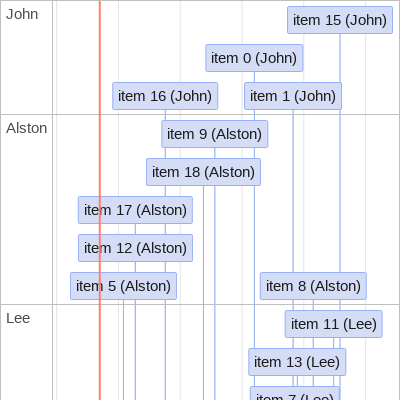 John
item 15 (John)
item 0 (John)
item 16 (John)
item 1 (John)
Alston
item 9 (Alston)
item 18 (Alston)
item 17 (Alston)
item 12 (Alston)
item 5 (Alston)
item 8 (Alston)
Lee
item 11 (Lee)
item 13 (Lee)
item 7 (Lee)